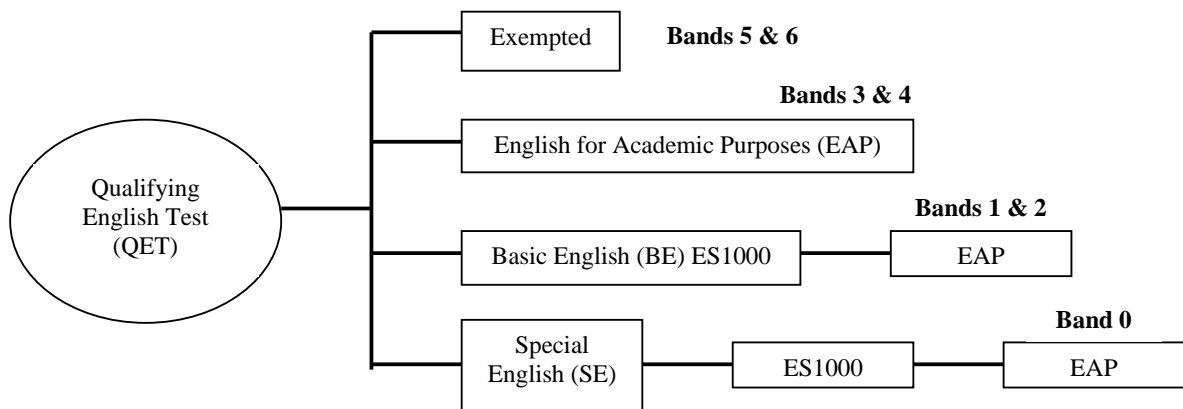 Exempted
Bands 5 & 6
Bands 3 & 4
English for Academic Purposes (EAP)
Qualifying
English Test
(QET)
Bands 1 & 2
Basic English (BE) ES1000
EAP
Band 0
Special
English (SE)
ES1000
EAP